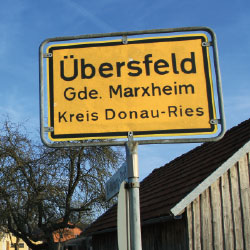 Übersfeld
Gde. Marxheim
Kreis Donau-Ries